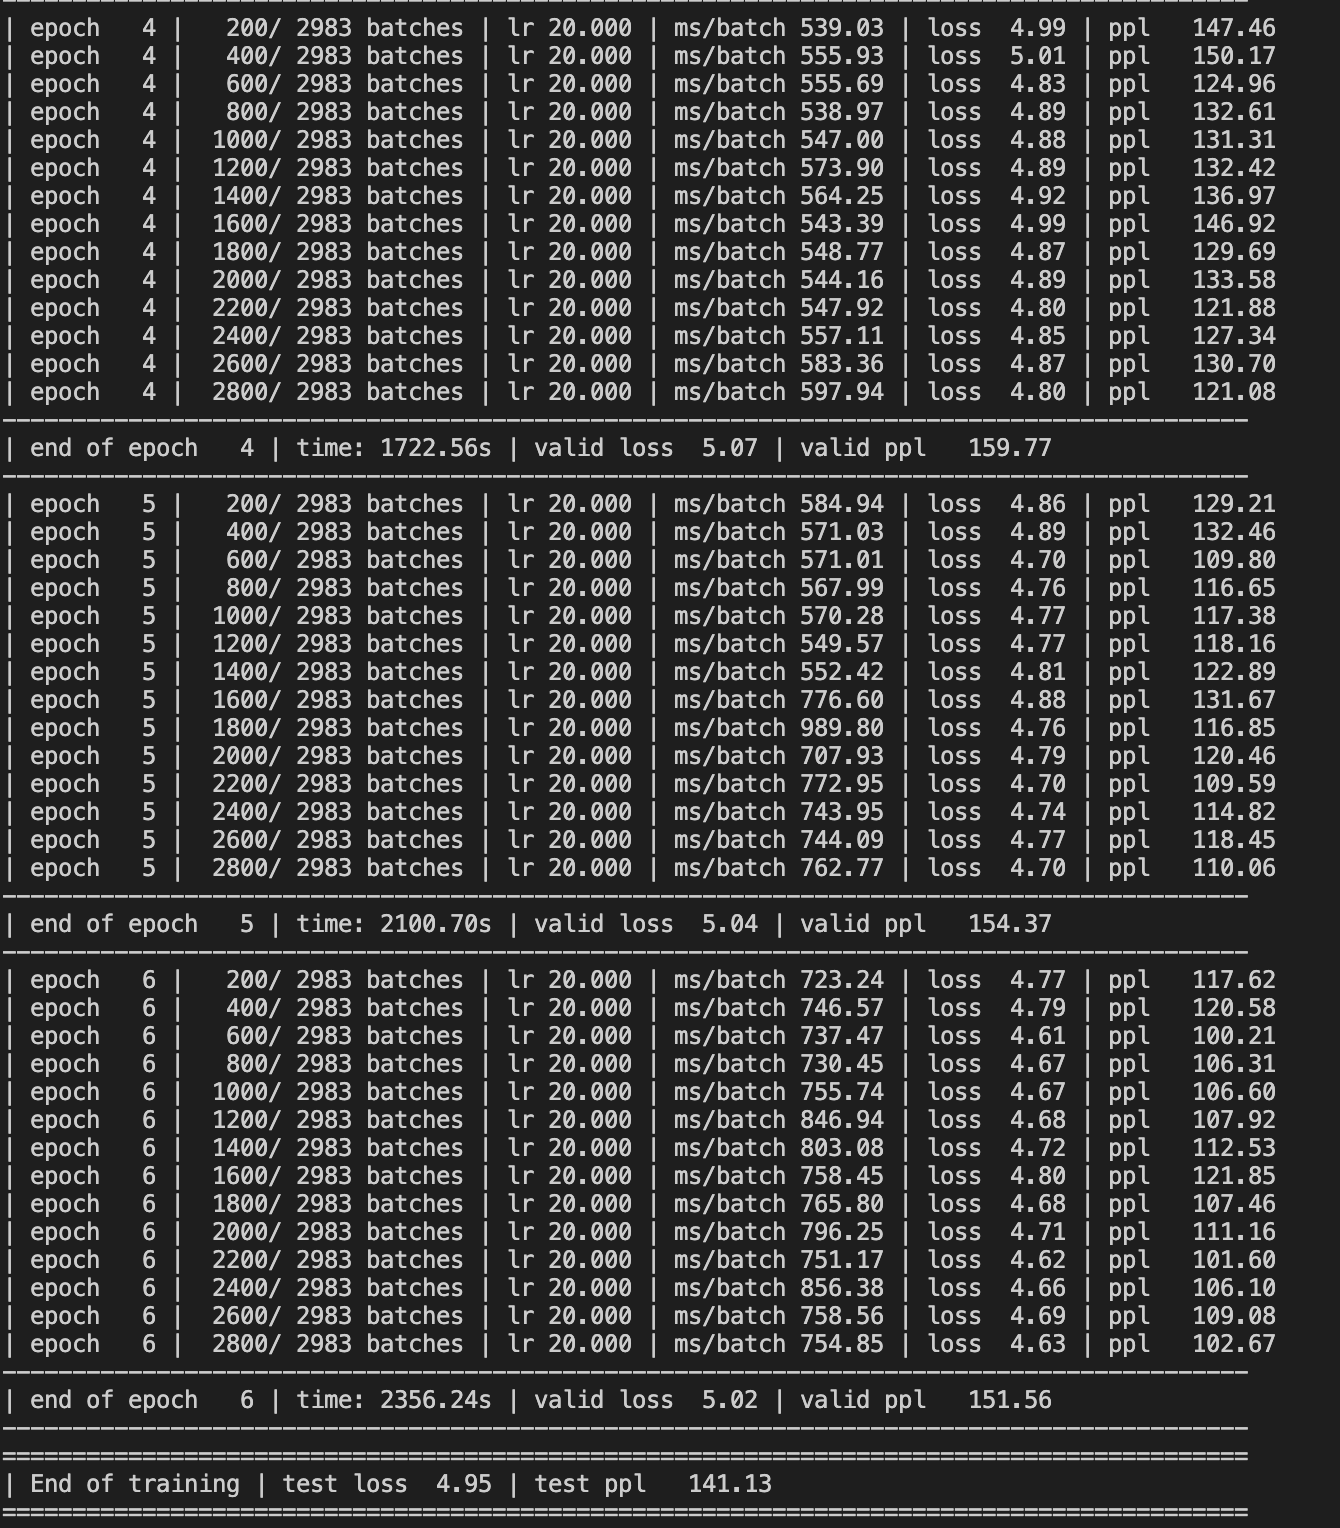 | epoch   4 |   200/ 2983 batches | lr 20.000 | ms/batch 539.03 | loss  4.99 | ppl   147.46
| epoch   4 |   400/ 2983 batches | lr 20.000 | ms/batch 555.93 | loss  5.01 | ppl   150.17
| epoch   4 |   600/ 2983 batches | lr 20.000 | ms/batch 555.69 | loss  4.83 | ppl   124.96
| epoch   4 |   800/ 2983 batches | lr 20.000 | ms/batch 538.97 | loss  4.89 | ppl   132.61
| epoch   4 |  1000/ 2983 batches | lr 20.000 | ms/batch 547.00 | loss  4.88 | ppl   131.31
| epoch   4 |  1200/ 2983 batches | lr 20.000 | ms/batch 573.90 | loss  4.89 | ppl   132.42
| epoch   4 |  1400/ 2983 batches | lr 20.000 | ms/batch 564.25 | loss  4.92 | ppl   136.97
| epoch   4 |  1600/ 2983 batches | lr 20.000 | ms/batch 543.39 | loss  4.99 | ppl   146.92
| epoch   4 |  1800/ 2983 batches | lr 20.000 | ms/batch 548.77 | loss  4.87 | ppl   129.69
| epoch   4 |  2000/ 2983 batches | lr 20.000 | ms/batch 544.16 | loss  4.89 | ppl   133.58
| epoch   4 |  2200/ 2983 batches | lr 20.000 | ms/batch 547.92 | loss  4.80 | ppl   121.88
| epoch   4 |  2400/ 2983 batches | lr 20.000 | ms/batch 557.11 | loss  4.85 | ppl   127.34
| epoch   4 |  2600/ 2983 batches | lr 20.000 | ms/batch 583.36 | loss  4.87 | ppl   130.70
| epoch   4 |  2800/ 2983 batches | lr 20.000 | ms/batch 597.94 | loss  4.80 | ppl   121.08
-----------------------------------------------------------------------------------------
| end of epoch   4 | time: 1722.56s | valid loss  5.07 | valid ppl   159.77
-----------------------------------------------------------------------------------------
| epoch   5 |   200/ 2983 batches | lr 20.000 | ms/batch 584.94 | loss  4.86 | ppl   129.21
| epoch   5 |   400/ 2983 batches | lr 20.000 | ms/batch 571.03 | loss  4.89 | ppl   132.46
| epoch   5 |   600/ 2983 batches | lr 20.000 | ms/batch 571.01 | loss  4.70 | ppl   109.80
| epoch   5 |   800/ 2983 batches | lr 20.000 | ms/batch 567.99 | loss  4.76 | ppl   116.65
| epoch   5 |  1000/ 2983 batches | lr 20.000 | ms/batch 570.28 | loss  4.77 | ppl   117.38
| epoch   5 |  1200/ 2983 batches | lr 20.000 | ms/batch 549.57 | loss  4.77 | ppl   118.16
| epoch   5 |  1400/ 2983 batches | lr 20.000 | ms/batch 552.42 | loss  4.81 | ppl   122.89
| epoch   5 |  1600/ 2983 batches | lr 20.000 | ms/batch 776.60 | loss  4.88 | ppl   131.67
| epoch   5 |  1800/ 2983 batches | lr 20.000 | ms/batch 989.80 | loss  4.76 | ppl   116.85
| epoch   5 |  2000/ 2983 batches | lr 20.000 | ms/batch 707.93 | loss  4.79 | ppl   120.46
| epoch   5 |  2200/ 2983 batches | lr 20.000 | ms/batch 772.95 | loss  4.70 | ppl   109.59
| epoch   5 |  2400/ 2983 batches | lr 20.000 | ms/batch 743.95 | loss  4.74 | ppl   114.82
| epoch   5 |  2600/ 2983 batches | lr 20.000 | ms/batch 744.09 | loss  4.77 | ppl   118.45
| epoch   5 |  2800/ 2983 batches | lr 20.000 | ms/batch 762.77 | loss  4.70 | ppl   110.06
-----------------------------------------------------------------------------------------
| end of epoch   5 | time: 2100.70s | valid loss  5.04 | valid ppl   154.37
-----------------------------------------------------------------------------------------
| epoch   6 |   200/ 2983 batches | lr 20.000 | ms/batch 723.24 | loss  4.77 | ppl   117.62
| epoch   6 |   400/ 2983 batches | lr 20.000 | ms/batch 746.57 | loss  4.79 | ppl   120.58
| epoch   6 |   600/ 2983 batches | lr 20.000 | ms/batch 737.47 | loss  4.61 | ppl   100.21
| epoch   6 |   800/ 2983 batches | lr 20.000 | ms/batch 730.45 | loss  4.67 | ppl   106.31
| epoch   6 |  1000/ 2983 batches | lr 20.000 | ms/batch 755.74 | loss  4.67 | ppl   106.60
| epoch   6 |  1200/ 2983 batches | lr 20.000 | ms/batch 846.94 | loss  4.68 | ppl   107.92
| epoch   6 |  1400/ 2983 batches | lr 20.000 | ms/batch 803.08 | loss  4.72 | ppl   112.53
| epoch   6 |  1600/ 2983 batches | lr 20.000 | ms/batch 758.45 | loss  4.80 | ppl   121.85
| epoch   6 |  1800/ 2983 batches | lr 20.000 | ms/batch 765.80 | loss  4.68 | ppl   107.46
| epoch   6 |  2000/ 2983 batches | lr 20.000 | ms/batch 796.25 | loss  4.71 | ppl   111.16
| epoch   6 |  2200/ 2983 batches | lr 20.000 | ms/batch 751.17 | loss  4.62 | ppl   101.60
| epoch   6 |  2400/ 2983 batches | lr 20.000 | ms/batch 856.38 | loss  4.66 | ppl   106.10
| epoch   6 |  2600/ 2983 batches | lr 20.000 | ms/batch 758.56 | loss  4.69 | ppl   109.08
| epoch   6 |  2800/ 2983 batches | lr 20.000 | ms/batch 754.85 | loss  4.63 | ppl   102.67
-----------------------------------------------------------------------------------------
| end of epoch   6 | time: 2356.24s | valid loss  5.02 | valid ppl   151.56
-----------------------------------------------------------------------------------------
=========================================================================================
| End of training | test loss  4.95 | test ppl   141.13
=========================================================================================